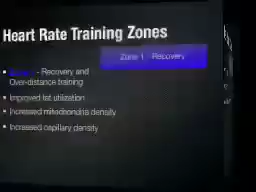 Heart Rate Training Zones
Zone 1 - Recovery
- Recovery and
Over-distance training
• Improved fat utilization
• Increased mitochondria density
• Increased capillary density